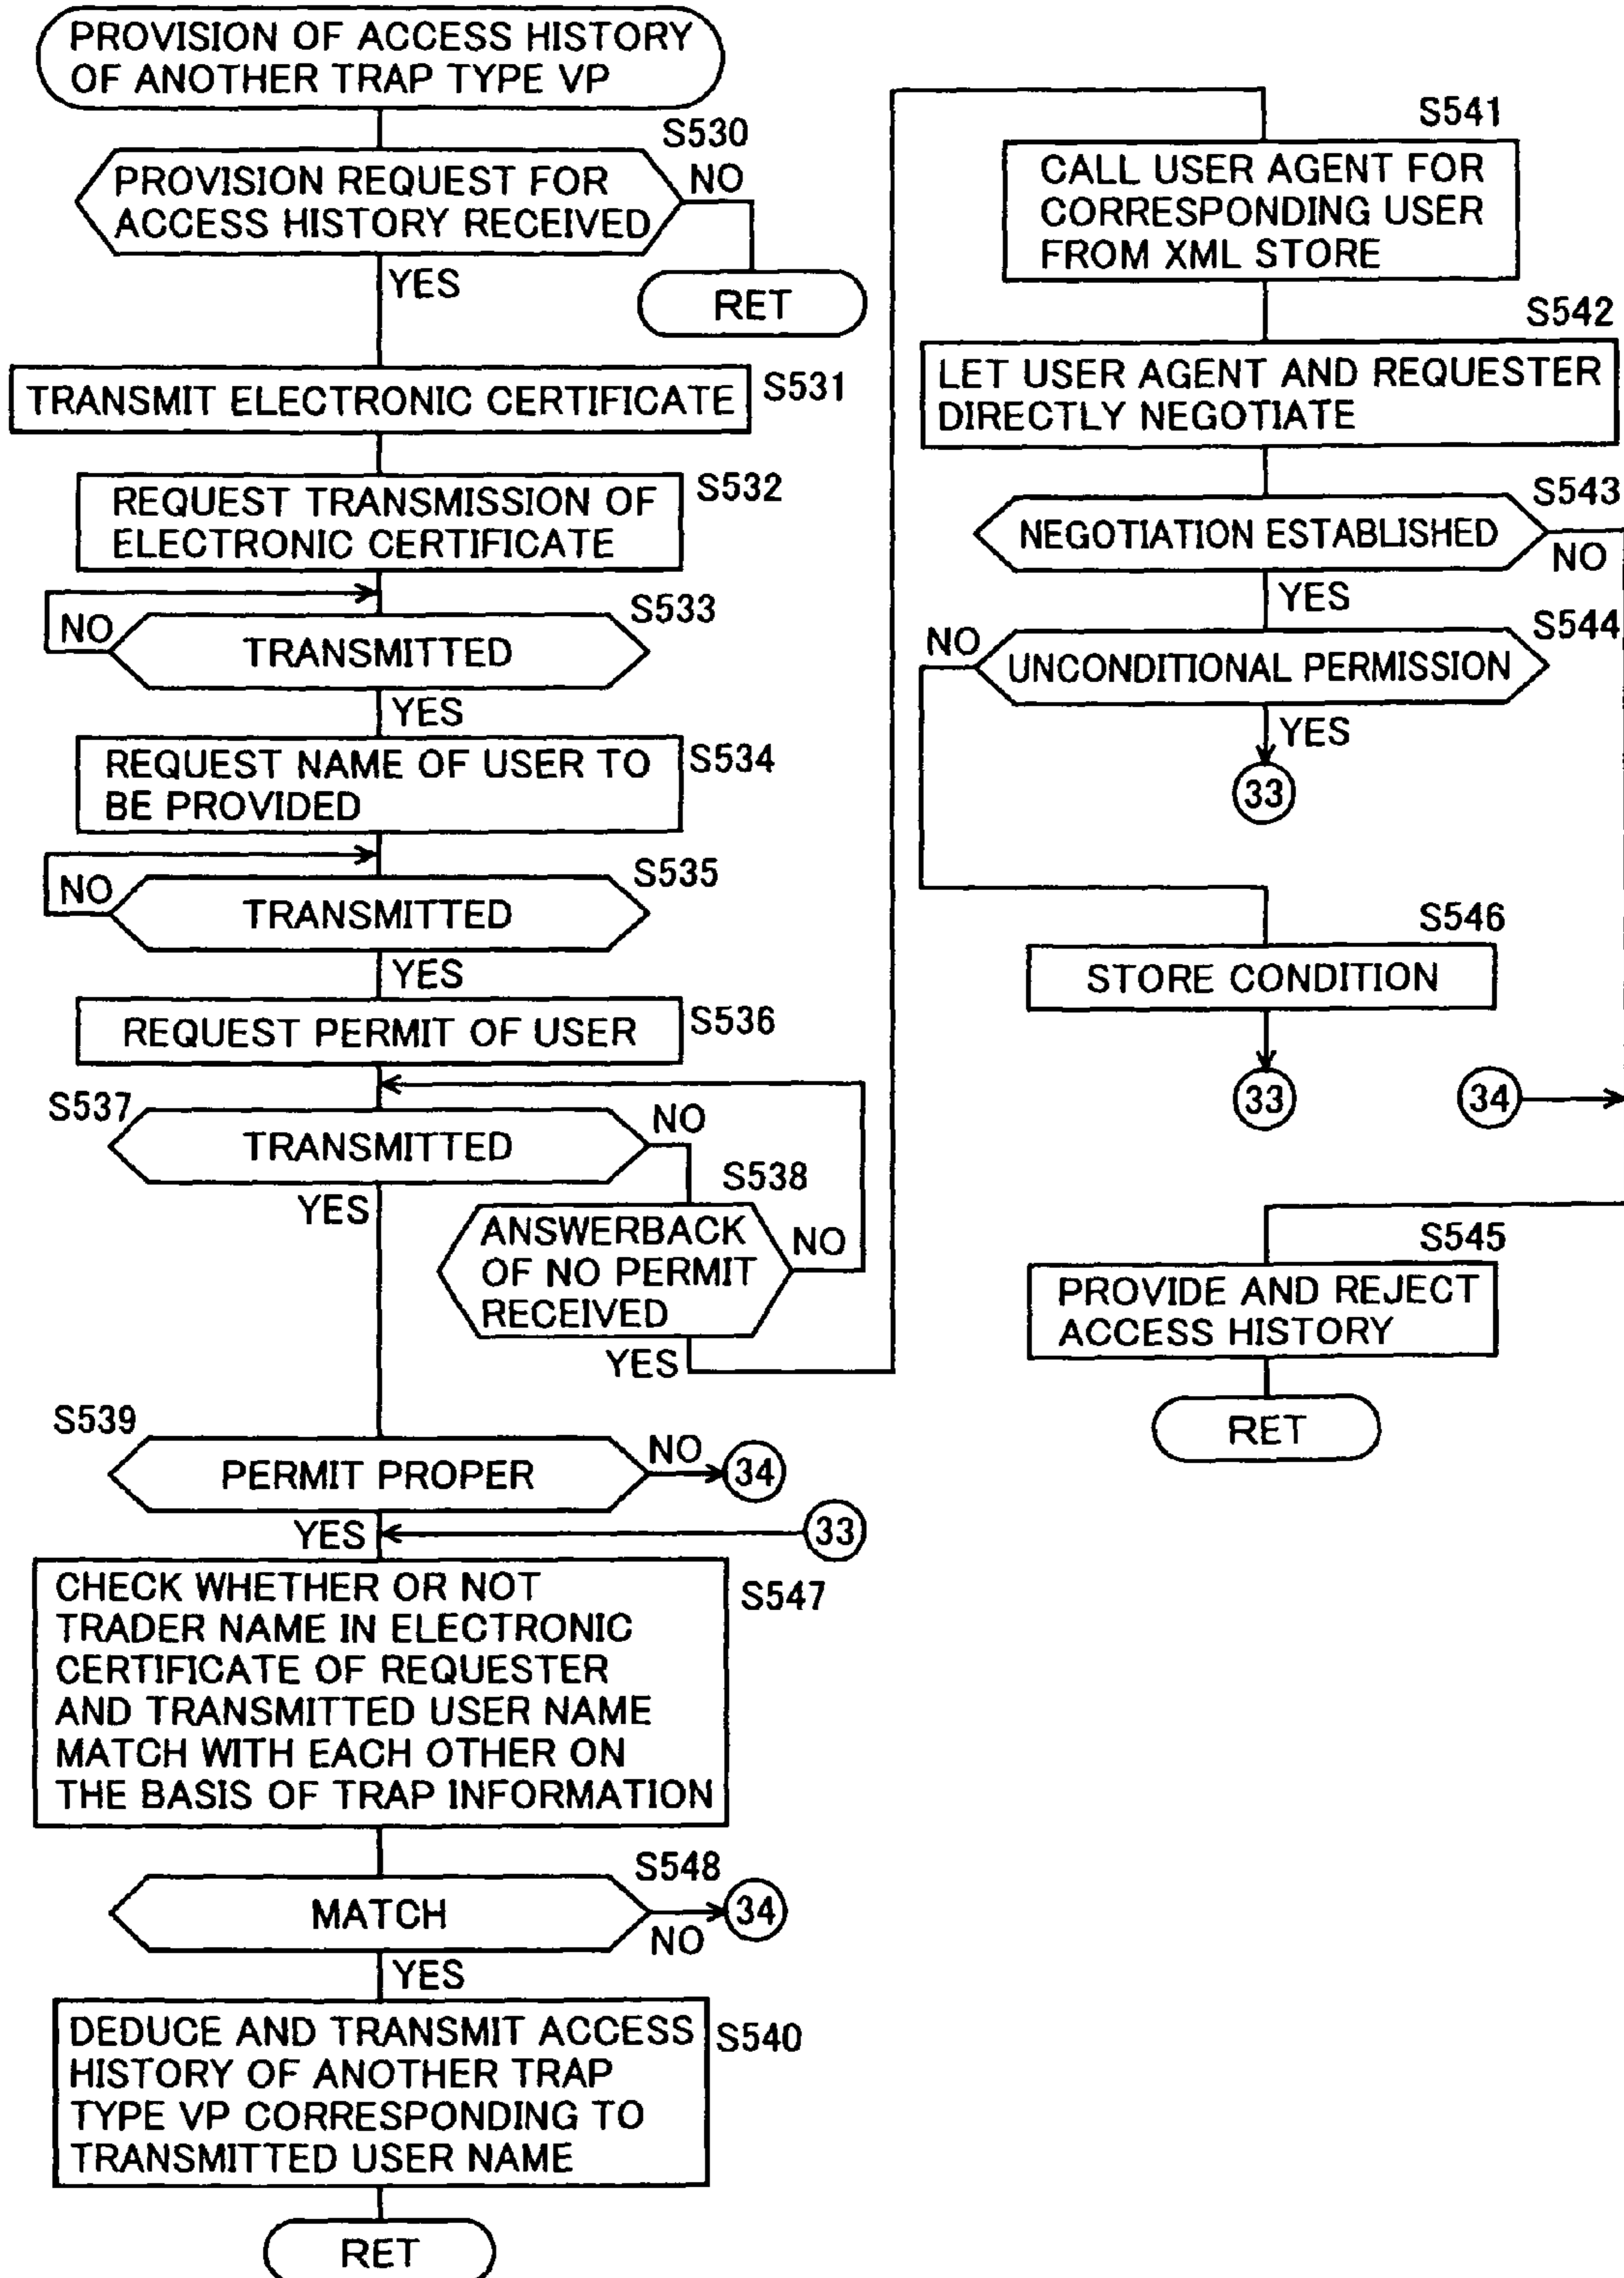 PROVISION OF ACCESS HISTORY
OF ANOTHER TRAP TYPE VP
S530
PROVISION REQUEST FOR
ACCESS HISTORY RECEIVED
NO
YES
RET
TRANSMIT ELECTRONIC CERTIFICATE
S531
REQUEST TRANSMISSION OF
ELECTRONIC CERTIFICATE
S532
NO
TRANSMITTED
S533
YES
REQUEST NAME OF USER TO
BE PROVIDED
S534
NO
TRANSMITTED
S535
YES
REQUEST PERMIT OF USER
S536
S537
TRANSMITTED
NO
YES
S538
ANSWERBACK
OF NO PERMIT
RECEIVED
NO
YES
S539
PERMIT PROPER
NO
34
YES
33
CHECK WHETHER OR NOT
TRADER NAME IN ELECTRONIC
CERTIFICATE OF REQUESTER
AND TRANSMITTED USER NAME
MATCH WITH EACH OTHER ON
THE BASIS OF TRAP INFORMATION
S547
S548
MATCH
34
NO
YES
DEDUCE AND TRANSMIT ACCESS
HISTORY OF ANOTHER TRAP
TYPE VP CORRESPONDING TO
TRANSMITTED USER NAME
S540
RET
S541
CALL USER AGENT FOR
CORRESPONDING USER
FROM XML STORE
S542
LET USER AGENT AND REQUESTER
DIRECTLY NEGOTIATE
S543
NEGOTIATION ESTABLISHED
NO
YES
S544
NO
UNCONDITIONAL PERMISSION
YES
33
S546
STORE CONDITION
33
34
S545
PROVIDE AND REJECT
ACCESS HISTORY
RET